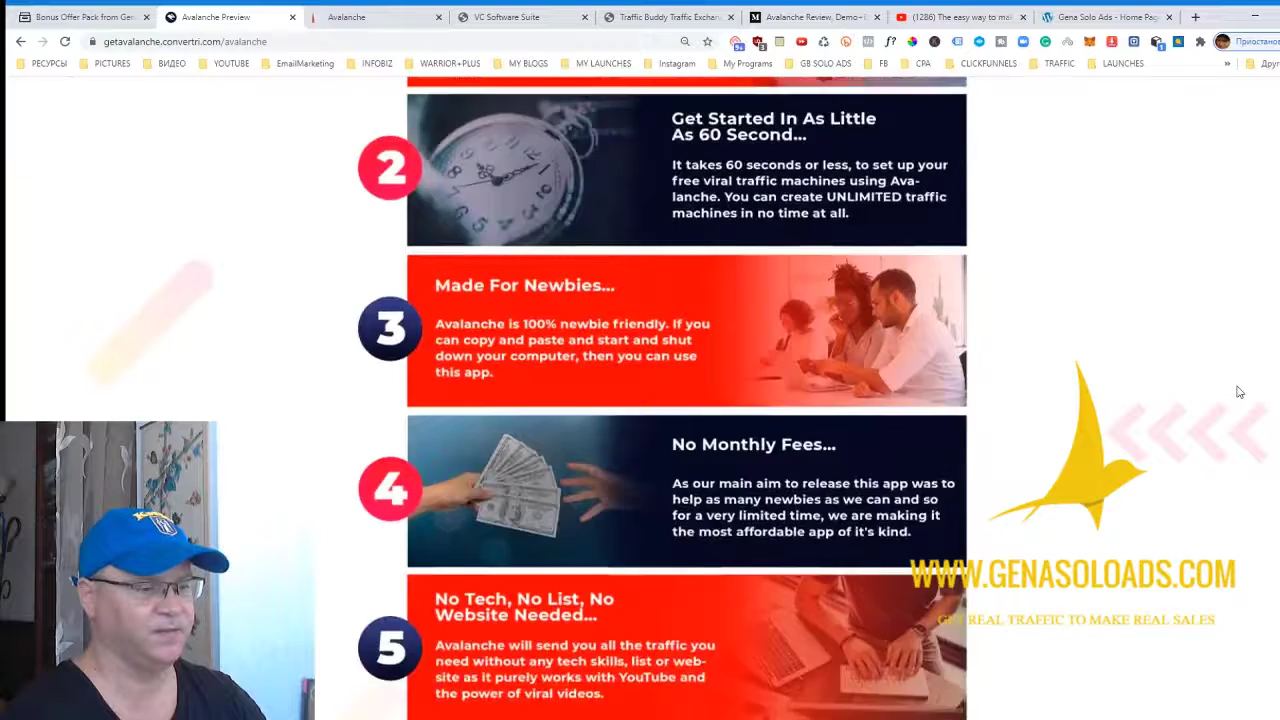 Bonus Offer Pack from Gen
Avalanche Preview
Avalanche
VC Software Suite
Traffic Buddy Traffic Exchan
Avalanche Review, Demo+
(1286) The easy way to ma
Gena Solo Ads - Home Pag
getavalanche.convertri.com/avalanche
Приостановл
РЕСУРСЫ
PICTURES
ВИДЕО
YOUTUBE
EmailMarketing
INFOBIZ
WARRIOR+PLUS
MY BLOGS
MY LAUNCHES
Instagram
My Programs
GB SOLO ADS
FB
CPA
CLICKFUNNELS
TRAFFIC
LAUNCHES
2
Get Started In As Little
As 60 Second...
It takes 60 seconds or less, to set up your
free viral traffic machines using Ava-
lanche. You can create UNLIMITED traffic
machines in no time at all.
3
Made For Newbies...
Avalanche is 100% newbie friendly. If you
can copy and paste and start and shut
down your computer, then you can use
this app.
4
No Monthly Fees...
As our main aim to release this app was to
help as many newbies as we can and so
for a very limited time, we are making it
the most affordable app of it's kind.
5
No Tech, No List, No
Website Needed...
Avalanche will send you all the traffic you
need without any tech skills, list or web-
site as it purely works with YouTube and
the power of viral videos.
WWW.GENASOLOADS.COM
GET REAL TRAFFIC TO MAKE REAL SALES